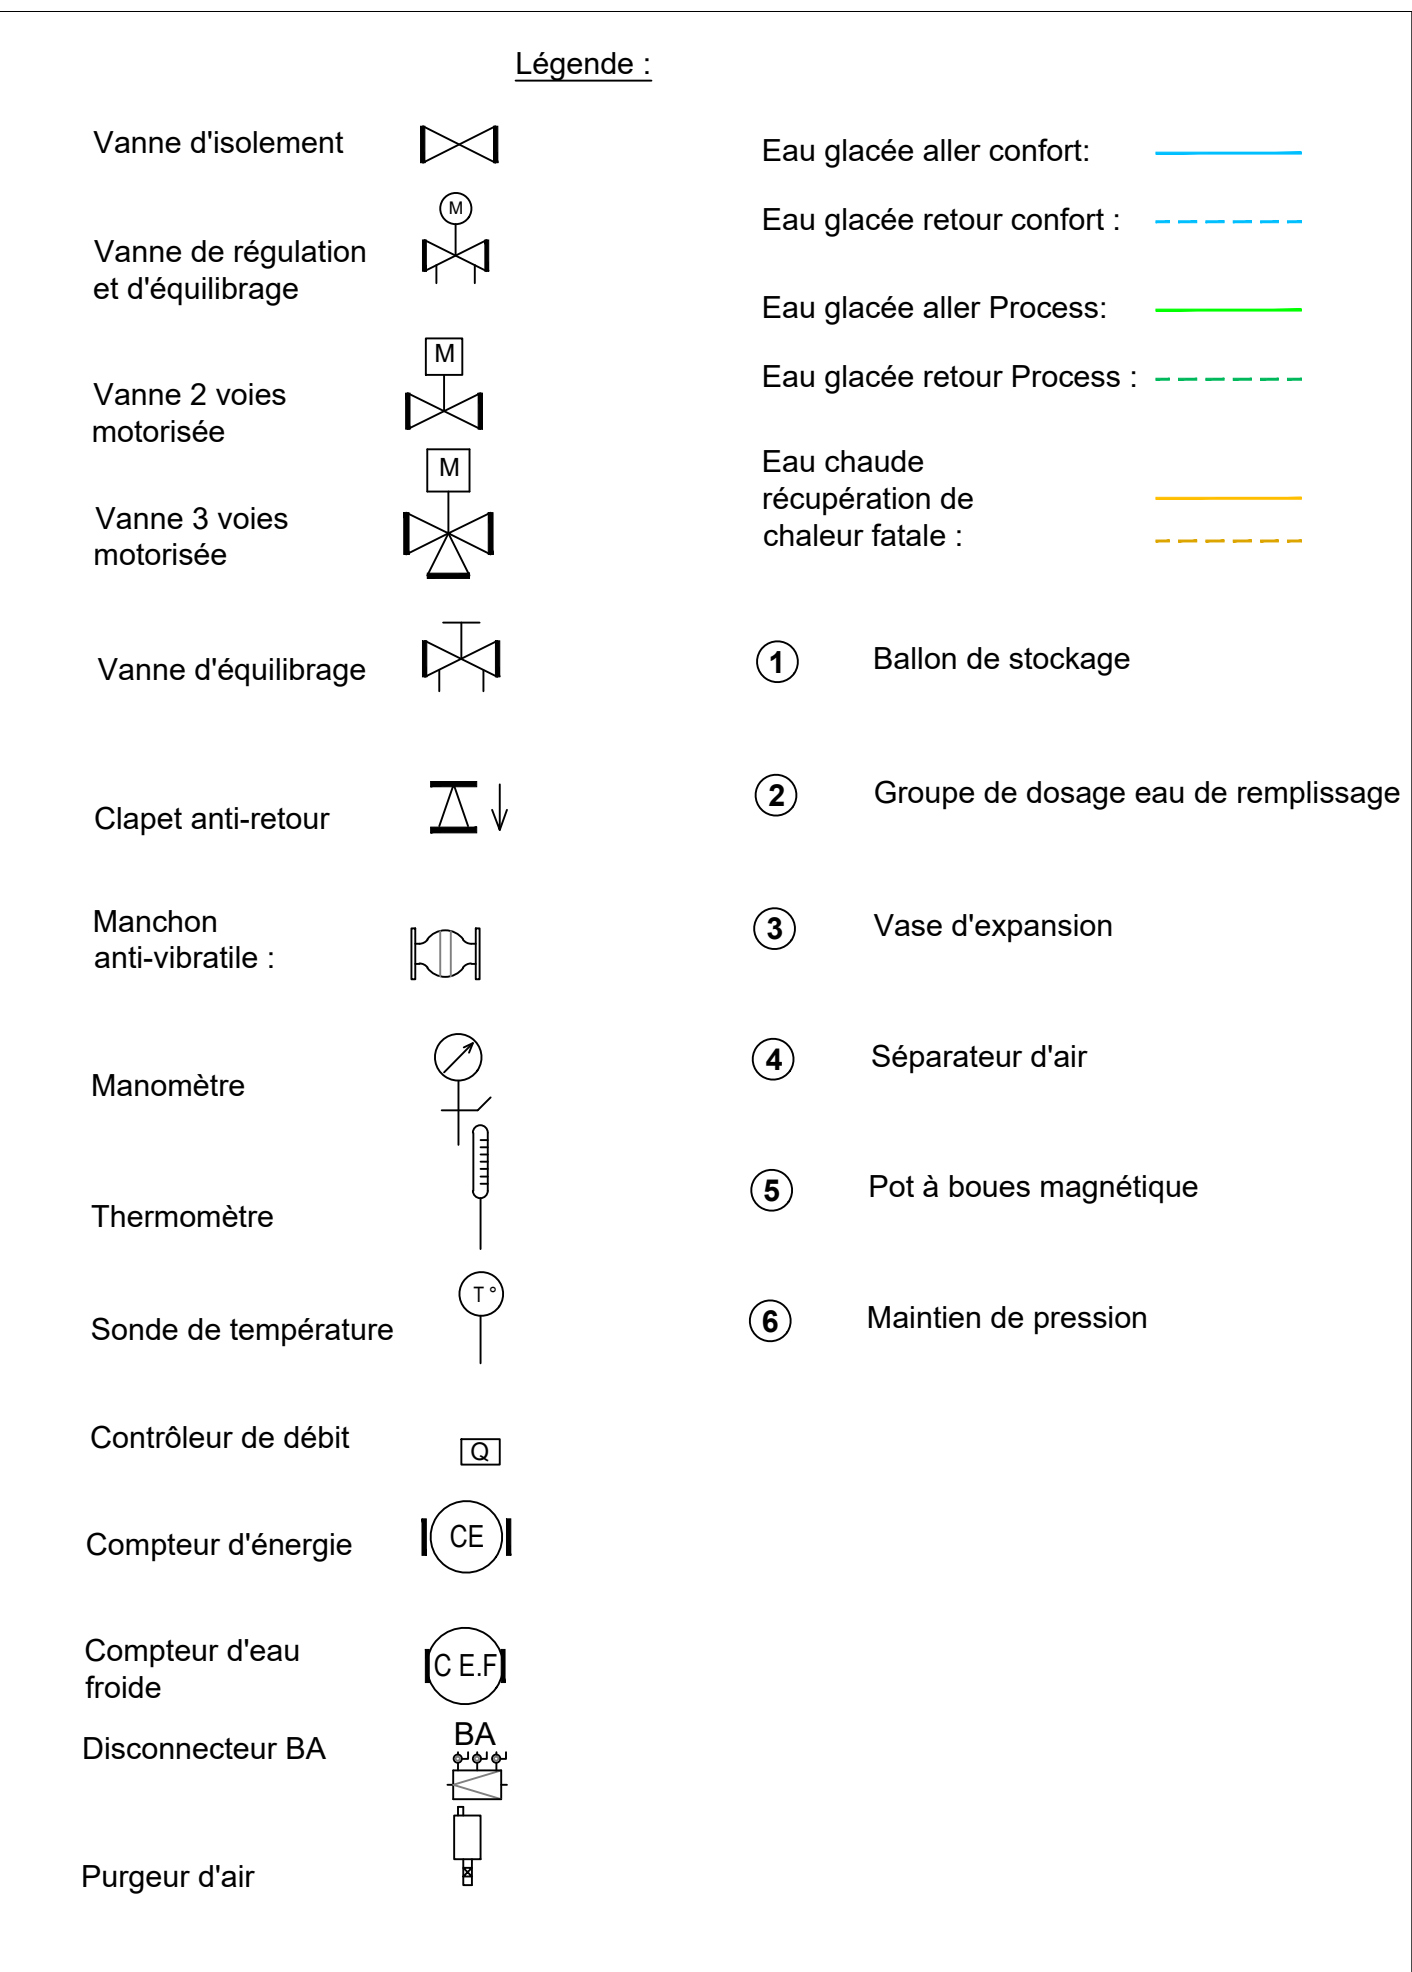 Légende :
Vanne d'isolement
M
Vanne de régulation
et d'équilibrage
M
Vanne 2 voies
motorisée
M
Vanne 3 voies
motorisée
Vanne d'équilibrage
Clapet anti-retour
Manchon
anti-vibratile :
Manomètre
Thermomètre
T°
Sonde de température
Contrôleur de débit
Q
Compteur d'énergie
CE
Compteur d'eau
froide
C E.F
Disconnecteur BA
BA
Purgeur d'air
Eau glacée aller confort:
Eau glacée retour confort :
Eau glacée aller Process:
Eau glacée retour Process :
Eau chaude
récupération de
chaleur fatale :
1 Ballon de stockage
2 Groupe de dosage eau de remplissage
3 Vase d'expansion
4 Séparateur d'air
5 Pot à boues magnétique
6 Maintien de pression